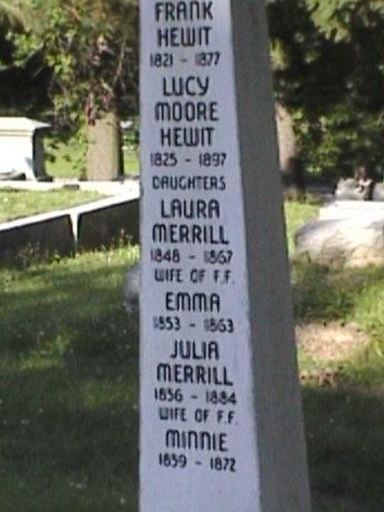 FRANK
HEWIT
1821 - 1877
LUCY
MOORE
HEWIT
1825 - 1897
DAUGHTERS
LAURA
MERRILL
1848 - 1867
WIFE OF F.F.
EMMA
1853 - 1863
JULIA
MERRILL
1856 - 1884
WIFE OF F.F.
MINNIE
1859 - 1872